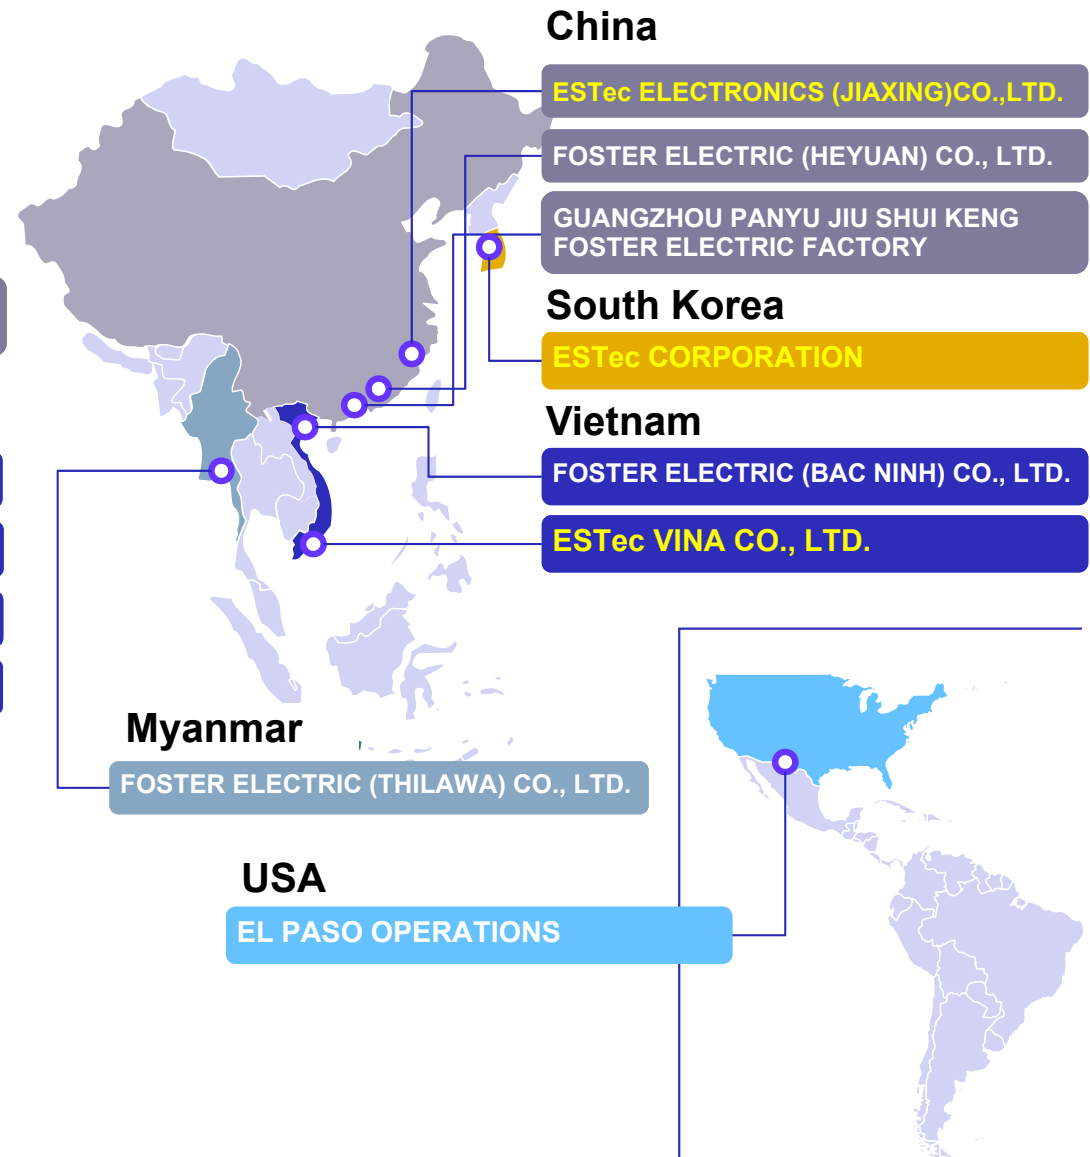 China
ESTec ELECTRONICS (JIAXING)CO.,LTD.
FOSTER ELECTRIC (HEYUAN) CO., LTD.
GUANGZHOU PANYU JIU SHUI KENG
FOSTER ELECTRIC FACTORY
South Korea
ESTec CORPORATION
Vietnam
FOSTER ELECTRIC (BAC NINH) CO., LTD.
ESTec VINA CO., LTD.
Myanmar
FOSTER ELECTRIC (THILAWA) CO., LTD.
USA
EL PASO OPERATIONS